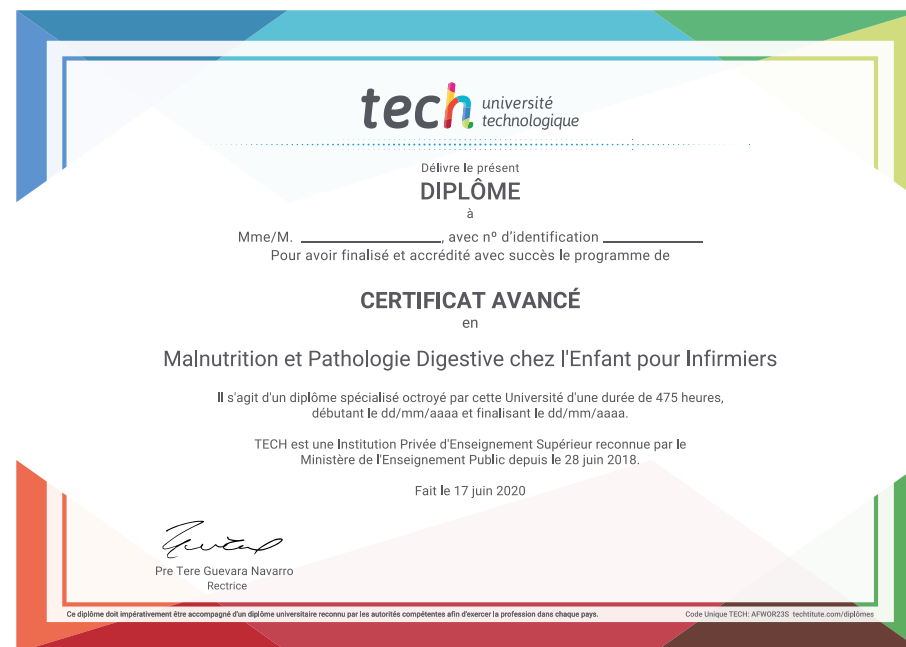 tech université
technologique
Délivre le présent
DIPLÔME
à
Mme/M. ____________________, avec nº d'identification ______________
Pour avoir finalisé et accrédité avec succès le programme de
CERTIFICAT AVANCÉ
en
Malnutrition et Pathologie Digestive chez l'Enfant pour Infirmiers
Il s'agit d'un diplôme spécialisé octroyé par cette Université d'une durée de 475 heures,
débutant le dd/mm/aaaa et finalisant le dd/mm/aaaa.
TECH est une Institution Privée d'Enseignement Supérieur reconnue par le
Ministère de l'Enseignement Public depuis le 28 juin 2018.
Fait le 17 juin 2020
Pre Tere Guevara Navarro
Rectrice
Ce diplôme doit impérativement être accompagné d'un diplôme universitaire reconnu par les autorités compétentes afin d'exercer la profession dans chaque pays.
Code Unique TECH: AFWOR23S techtitute.com/diplômes